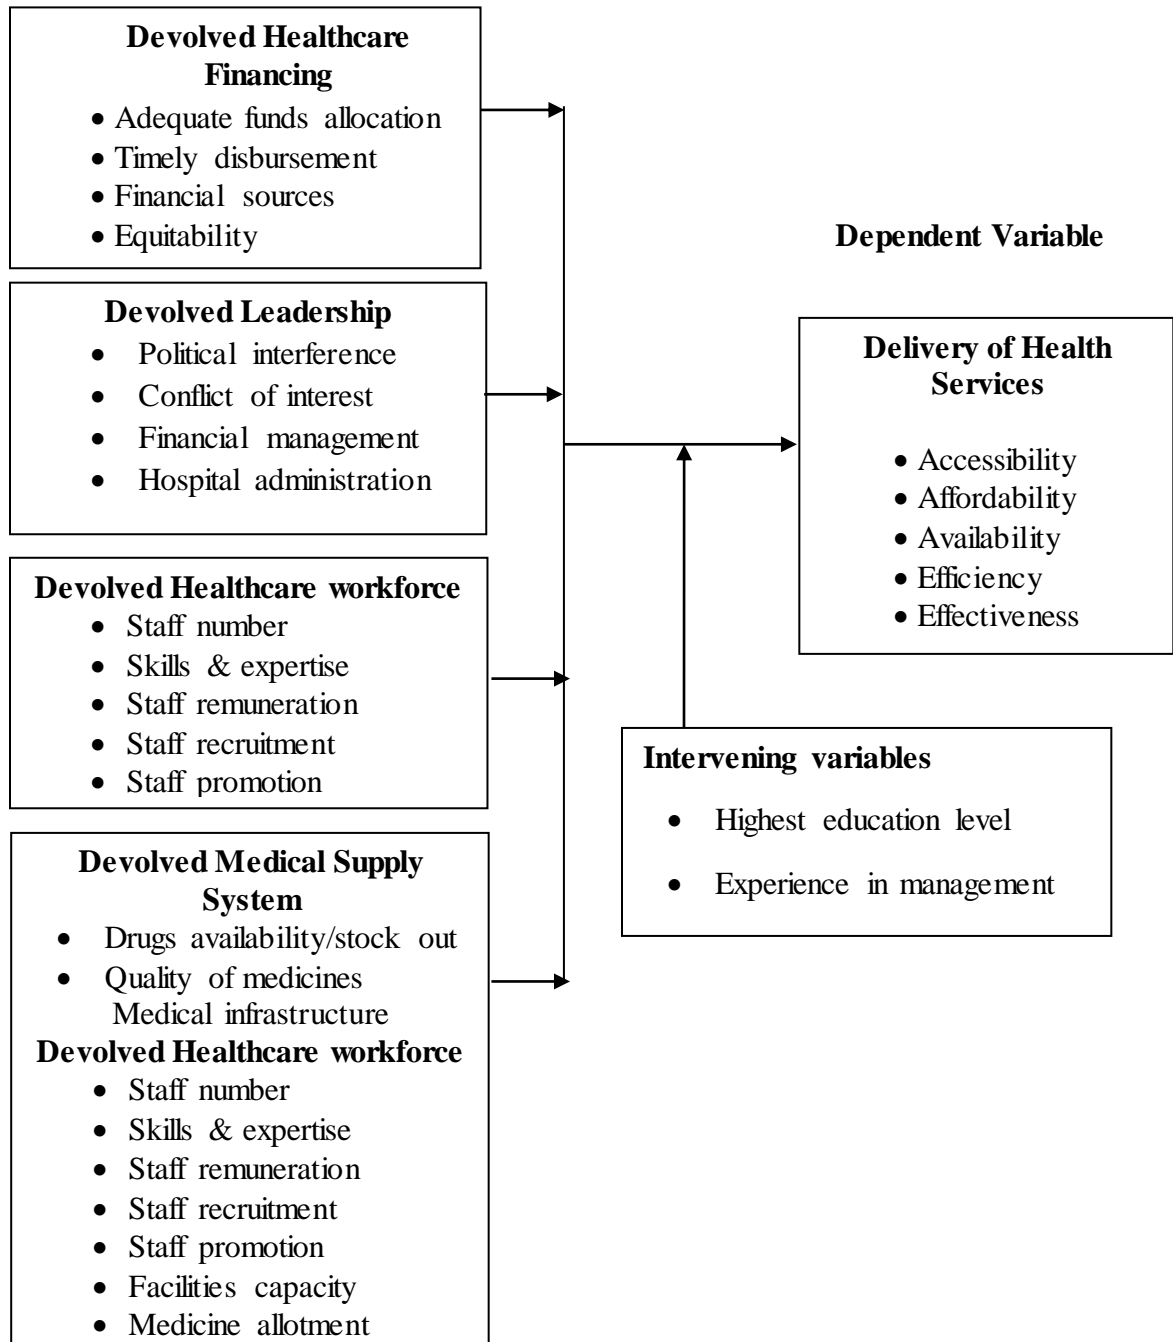 Devolved Healthcare
Financing
• Adequate funds allocation
• Timely disbursement
• Financial sources
• Equitability
Devolved Leadership
• Political interference
• Conflict of interest
• Financial management
• Hospital administration
Devolved Healthcare workforce
• Staff number
• Skills & expertise
• Staff remuneration
• Staff recruitment
• Staff promotion
Devolved Medical Supply
System
• Drugs availability/stock out
• Quality of medicines
Medical infrastructure
Devolved Healthcare workforce
• Staff number
• Skills & expertise
• Staff remuneration
• Staff recruitment
• Staff promotion
• Facilities capacity
• Medicine allotment
Dependent Variable
Delivery of Health
Services
• Accessibility
• Affordability
• Availability
• Efficiency
• Effectiveness
Intervening variables
• Highest education level
• Experience in management